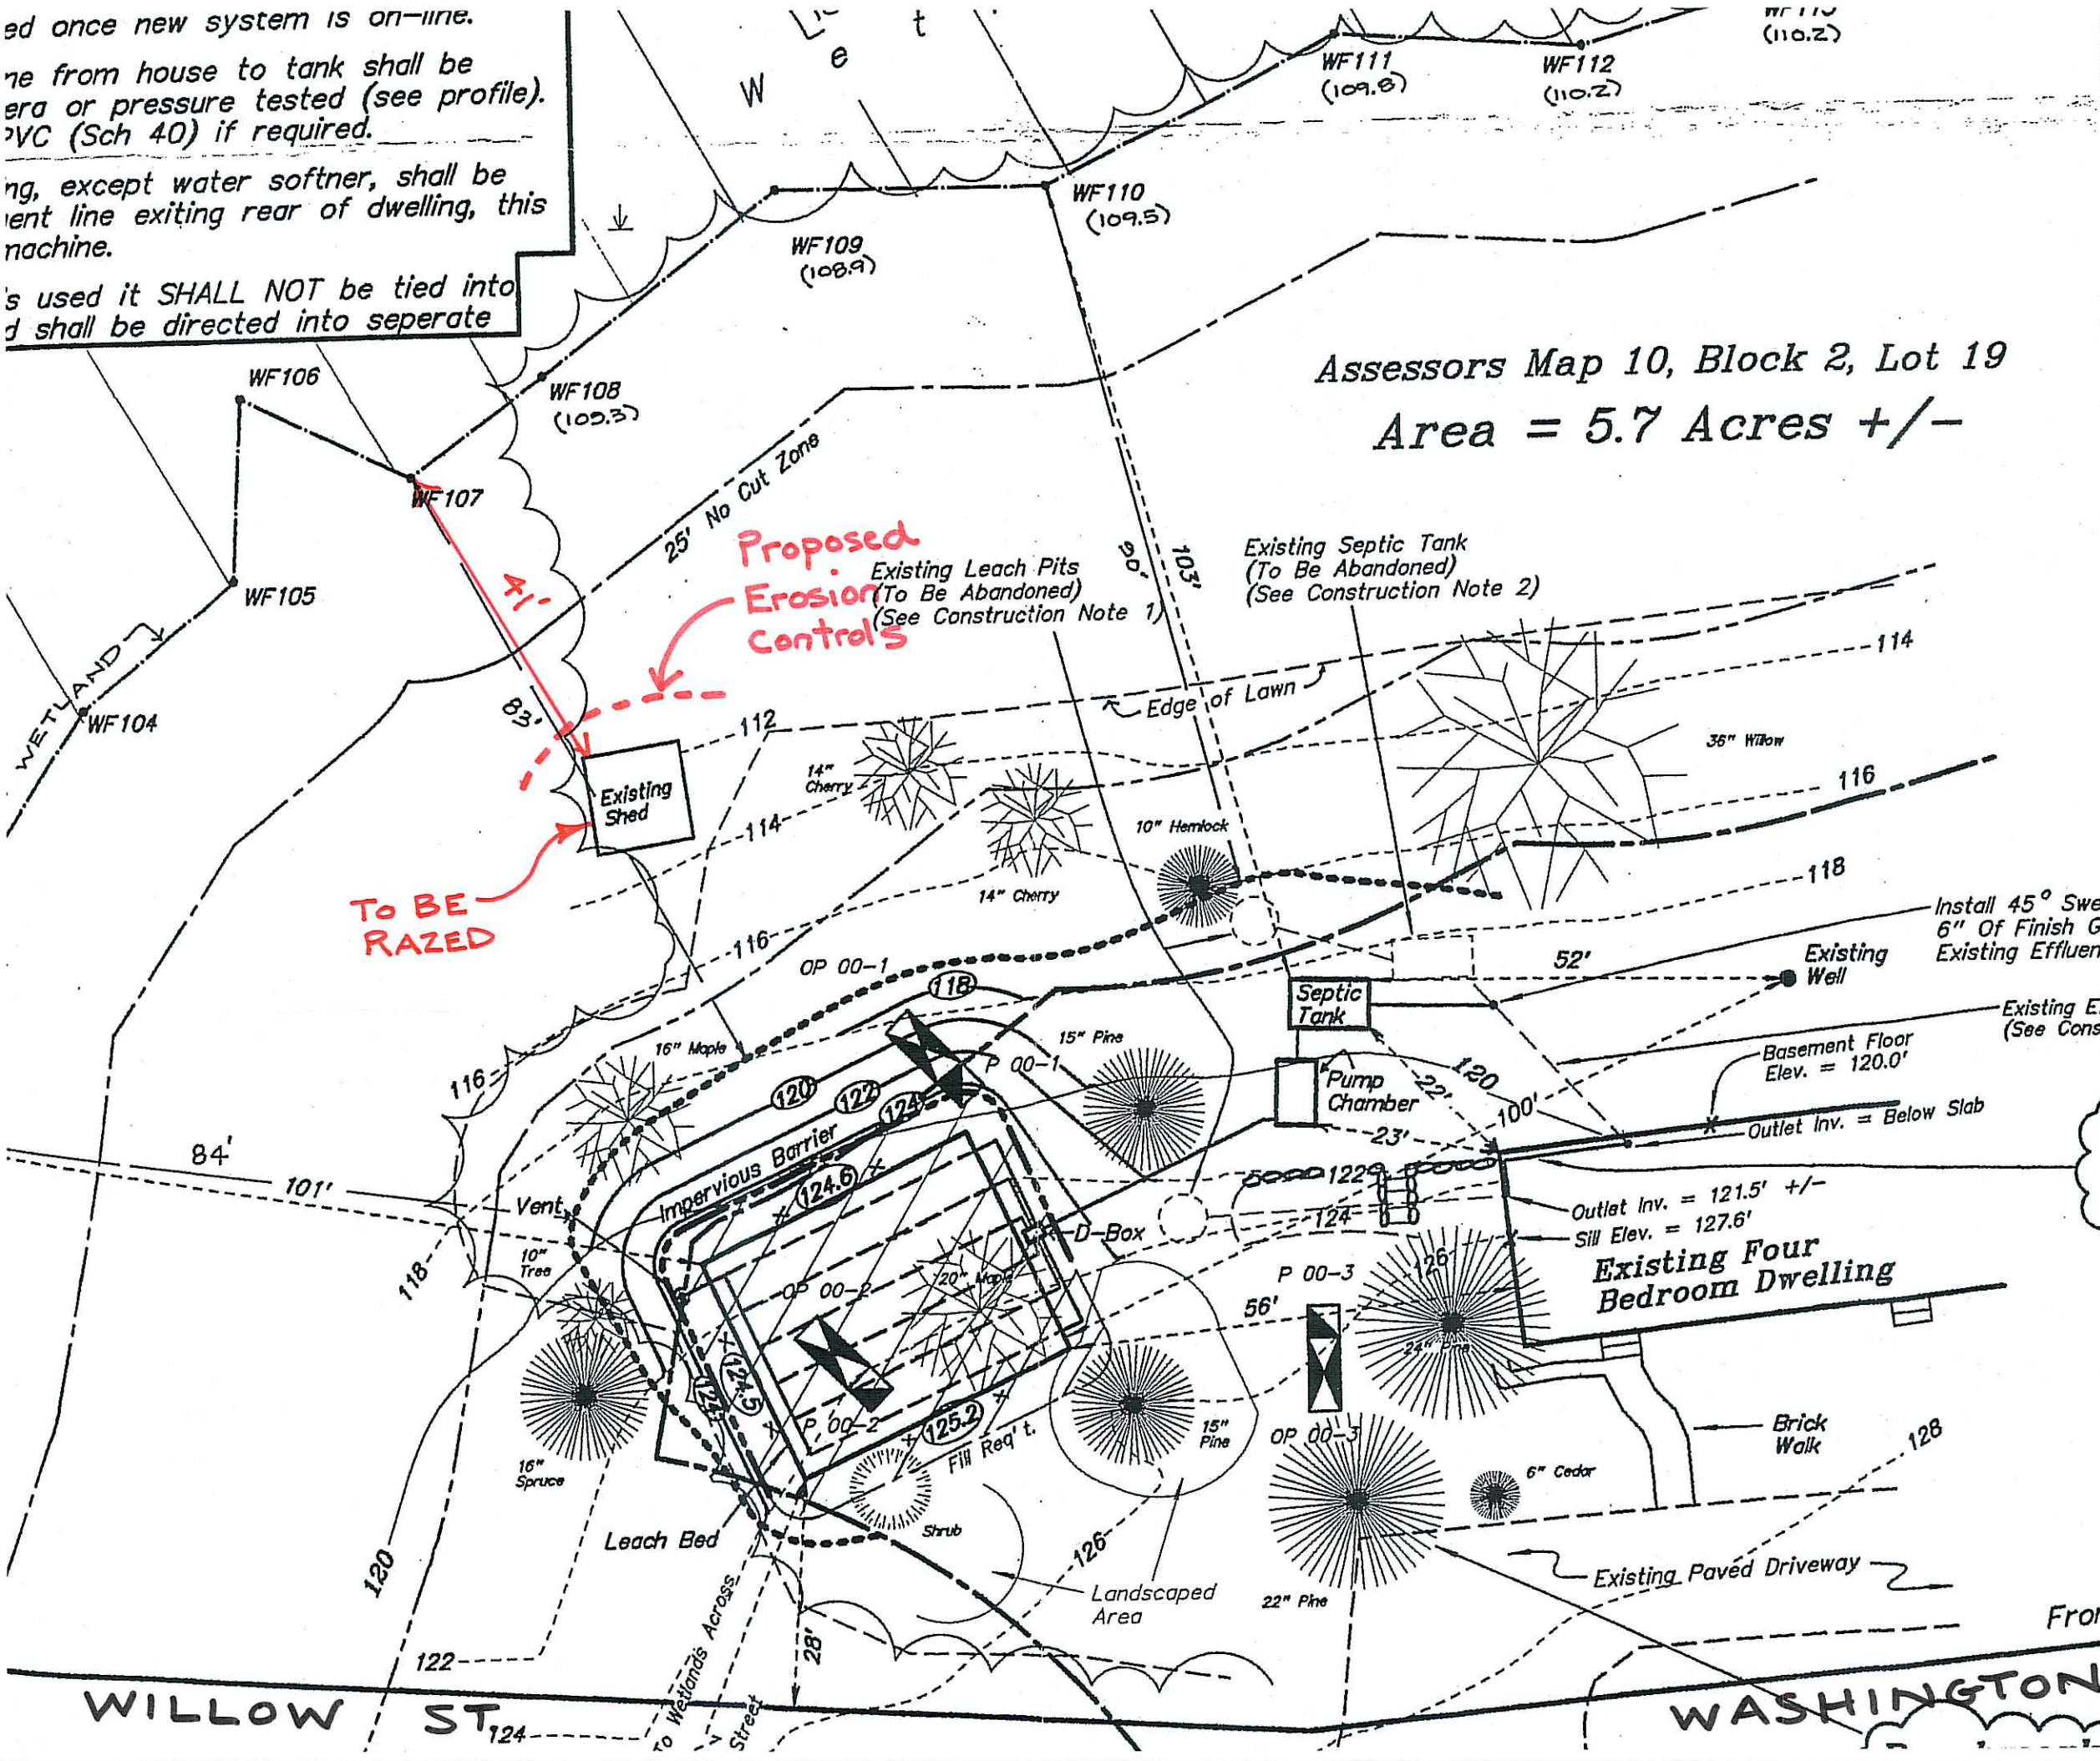 ed once new system is on-line.
ne from house to tank shall be
era or pressure tested (see profile).
PVC (Sch 40) if required.
ng, except water softner, shall be
ent line exiting rear of dwelling, this
machine.
s used it SHALL NOT be tied into
d shall be directed into seperate
W e t
WF111
(109.8)
WF112
(110.2)
(110.2)
WF110
(109.5)
WF109
(108.9)
WF108
WF106
WF107
WF105
WF104
WETLAND
Assessors Map 10, Block 2, Lot 19
Area = 5.7 Acres +/-
25' No Cut Zone
Proposed
Erosion
Controls
41'
83'
Existing Leach Pits
(To Be Abandoned)
(See Construction Note 1)
90'
103'
Existing Septic Tank
(To Be Abandoned)
(See Construction Note 2)
Edge of Lawn
114
112
36" Willow
14"
Cherry
Existing
Shed
116
114
10" Hemlock
118
14" Cherry
TO BE
RAZED
116
OP 00-1
118
Install 45° Swe
6" Of Finish G
Existing Effluen
52'
Existing
Well
Septic
Tank
Existing E
(See Cons
16" Maple
15" Pine
P 00-1
Basement Floor
Elev. = 120.0'
116
120
122
124
Pump
Chamber
22'
120
100'
Outlet Inv. = Below Slab
23'
84'
101'
Impervious Barrier
124.6
122
Vent
D-Box
124
Outlet Inv. = 121.5' +/-
Sill Elev. = 127.6'
10"
Tree
118
OP 00-2
20" Maple
P 00-3
126
Existing Four
Bedroom Dwelling
56'
24" Pine
124
124.5
P 00-2
125.2
Fill Req't.
15"
Pine
OP 00-3
Brick
Walk
128
16"
Spruce
6" Cedar
Shrub
Leach Bed
120
126
Existing Paved Driveway
Landscaped
Area
22" Pine
Fron
122
28'
To Wetlands Across
Street
124
WILLOW ST.
WASHINGTON